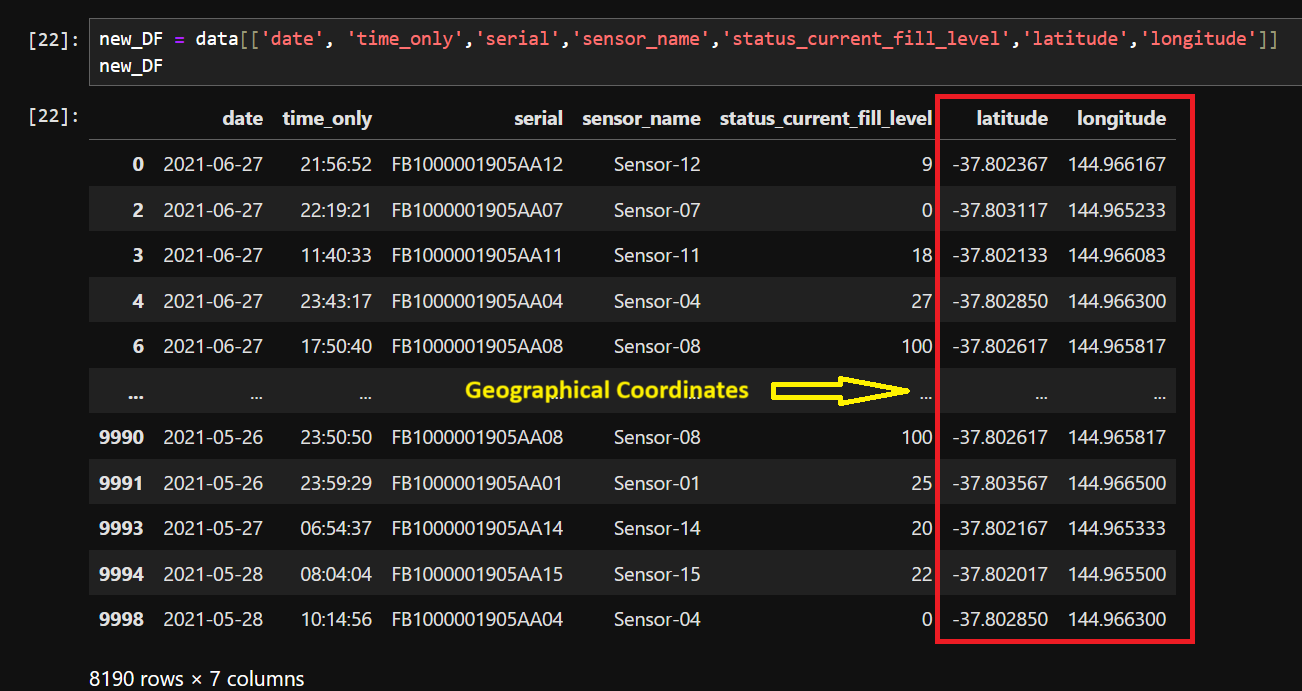 [22]: new_DF = data[['date', 'time_only','serial','sensor_name','status_current_fill_level','latitude','longitude']]
new_DF
[22]: date time_only serial sensor_name status_current_fill_level latitude longitude
0 2021-06-27 21:56:52 FB1000001905AA12 Sensor-12 9 -37.802367 144.966167
2 2021-06-27 22:19:21 FB1000001905AA07 Sensor-07 0 -37.803117 144.965233
3 2021-06-27 11:40:33 FB1000001905AA11 Sensor-11 18 -37.802133 144.966083
4 2021-06-27 23:43:17 FB1000001905AA04 Sensor-04 27 -37.802850 144.966300
6 2021-06-27 17:50:40 FB1000001905AA08 Sensor-08 100 -37.802617 144.965817
... ... ... Geographical Coordinates ... ... ...
9990 2021-05-26 23:50:50 FB1000001905AA08 Sensor-08 100 -37.802617 144.965817
9991 2021-05-26 23:59:29 FB1000001905AA01 Sensor-01 25 -37.803567 144.966500
9993 2021-05-27 06:54:37 FB1000001905AA14 Sensor-14 20 -37.802167 144.965333
9994 2021-05-28 08:04:04 FB1000001905AA15 Sensor-15 22 -37.802017 144.965500
9998 2021-05-28 10:14:56 FB1000001905AA04 Sensor-04 0 -37.802850 144.966300
8190 rows × 7 columns